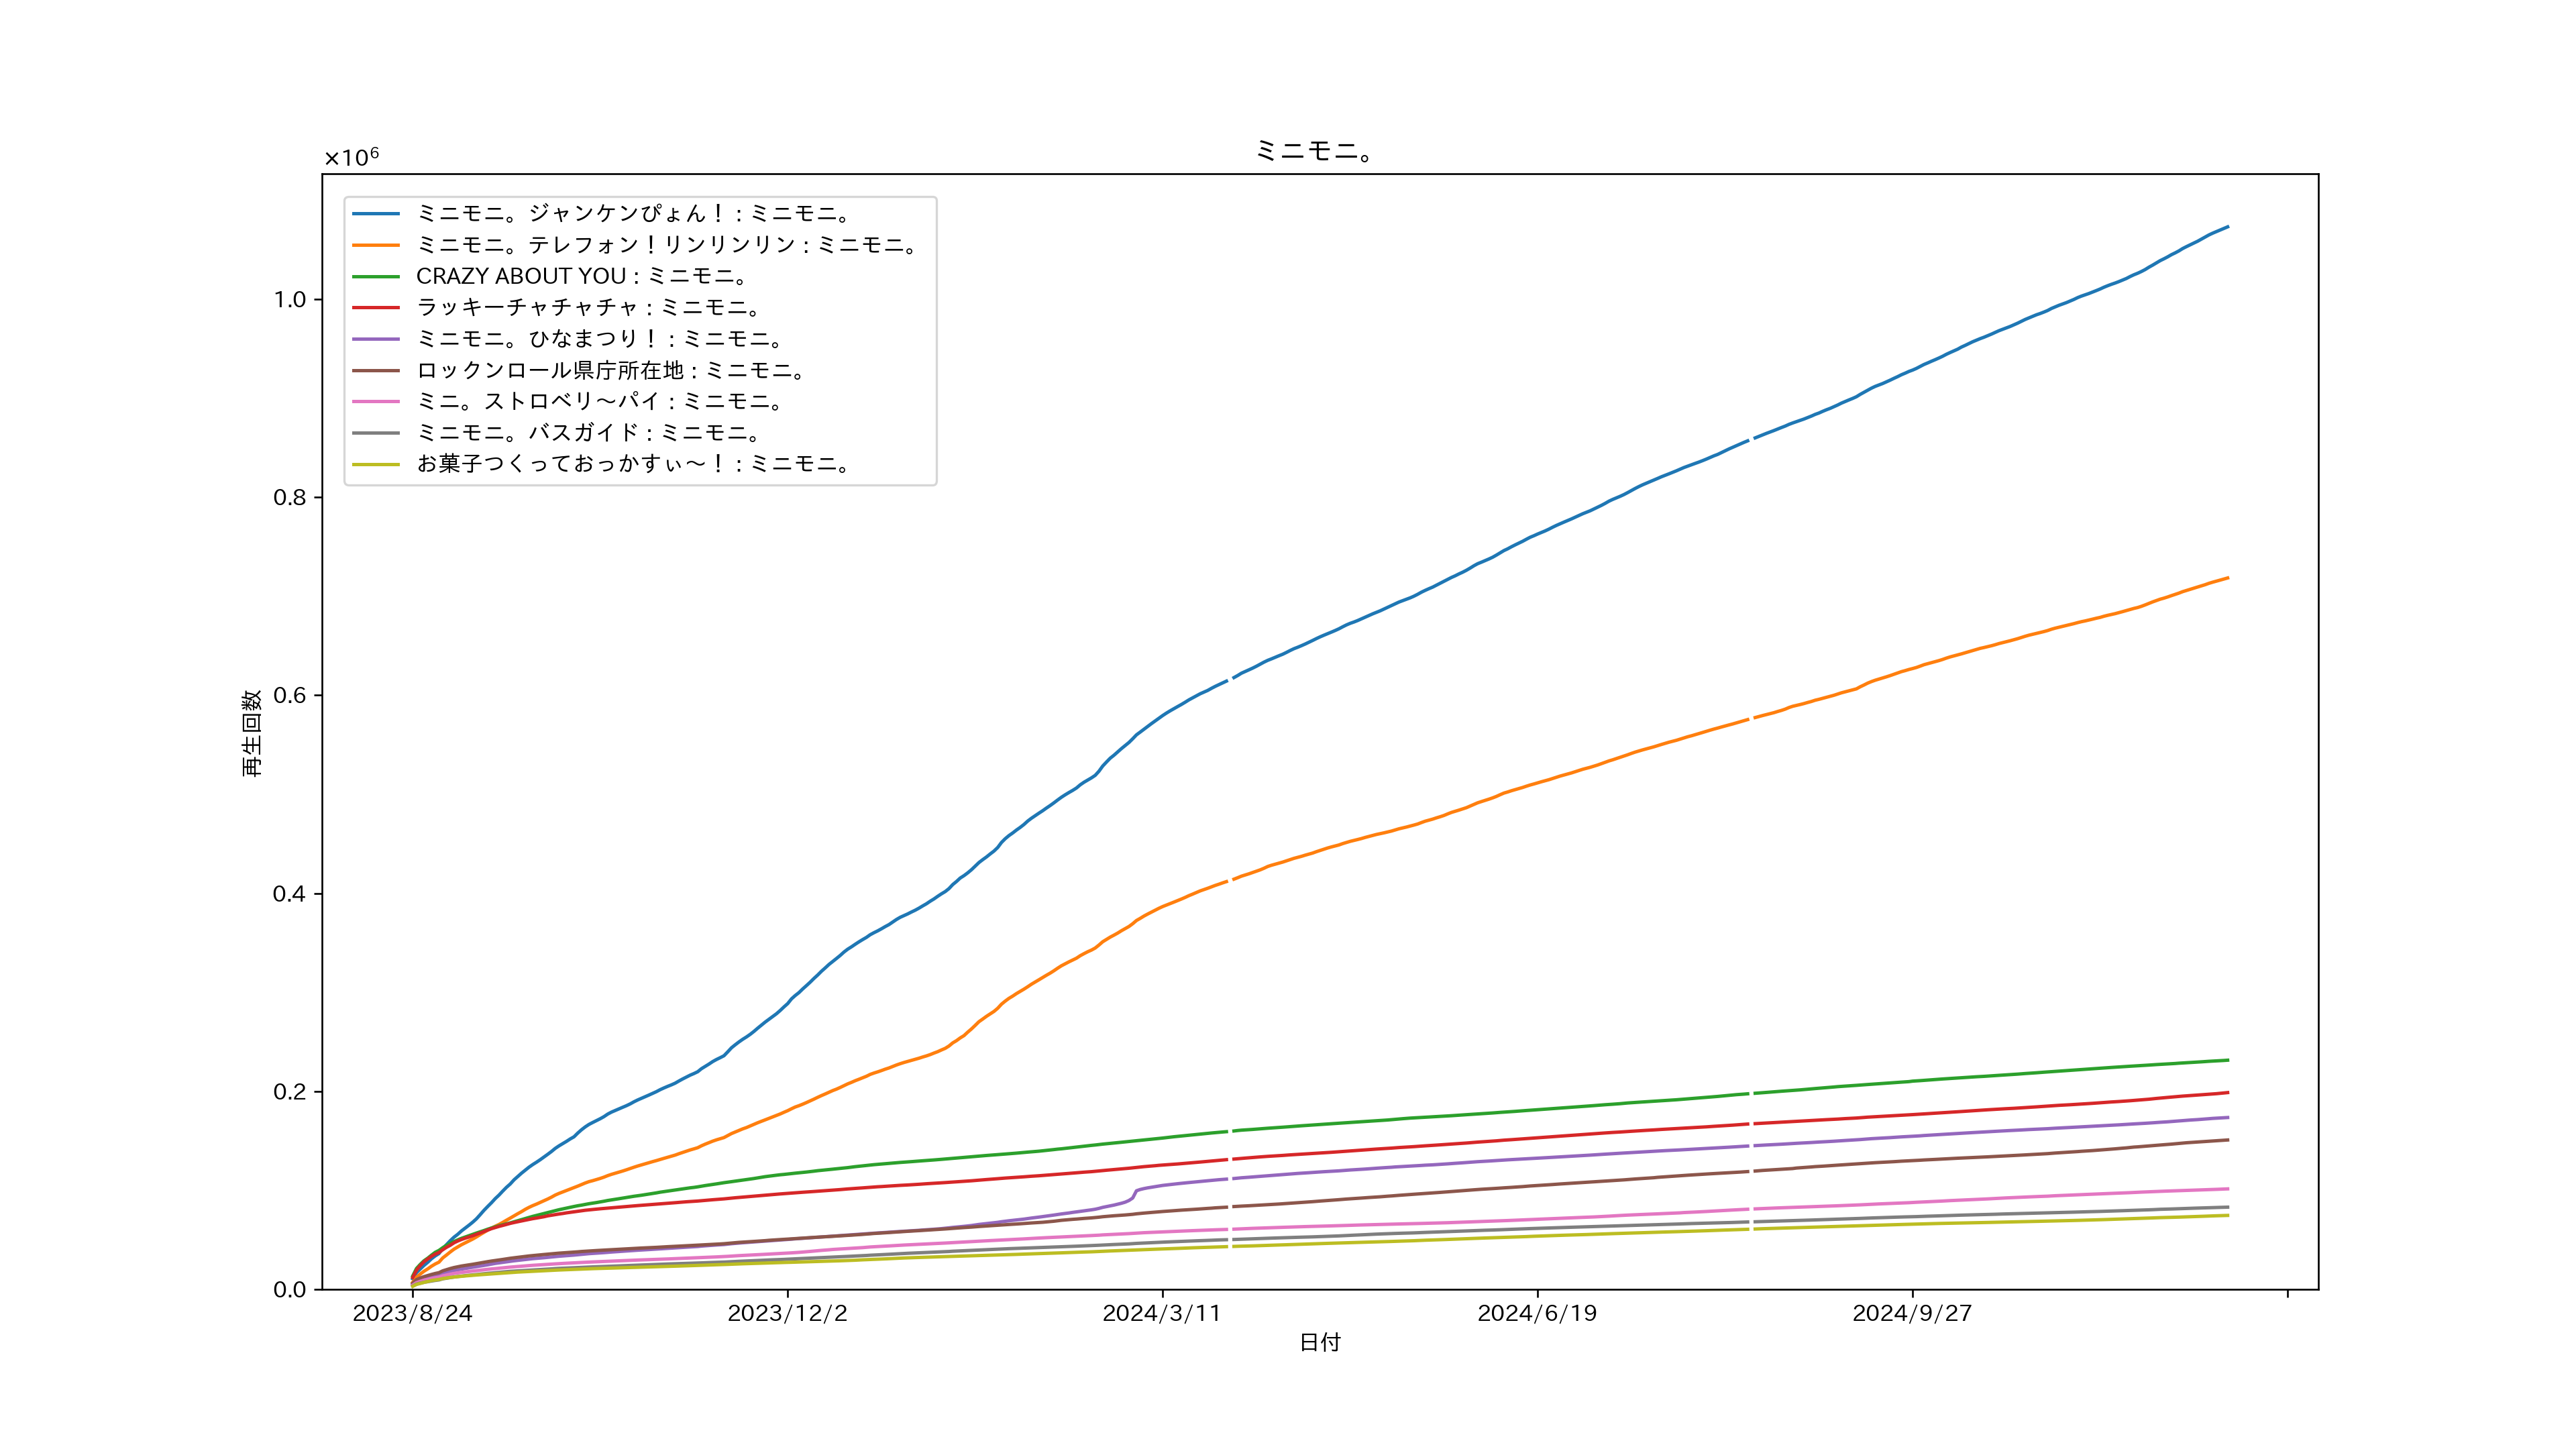 ミニモニ。
×10⁶
ミニモニ。ジャンケンぴょん！ : ミニモニ。
ミニモニ。テレフォン！リンリンリン : ミニモニ。
CRAZY ABOUT YOU : ミニモニ。
ラッキーチャチャチャ : ミニモニ。
ミニモニ。ひなまつり！ : ミニモニ。
ロックンロール県庁所在地 : ミニモニ。
ミニ。ストロベリ～パイ : ミニモニ。
ミニモニ。バスガイド : ミニモニ。
お菓子つくっておっかすぃ～！ : ミニモニ。
1.0
0.8
0.6
0.4
0.2
0.0
再生回数
2023/8/24 2023/12/2 2024/3/11 2024/6/19 2024/9/27
日付